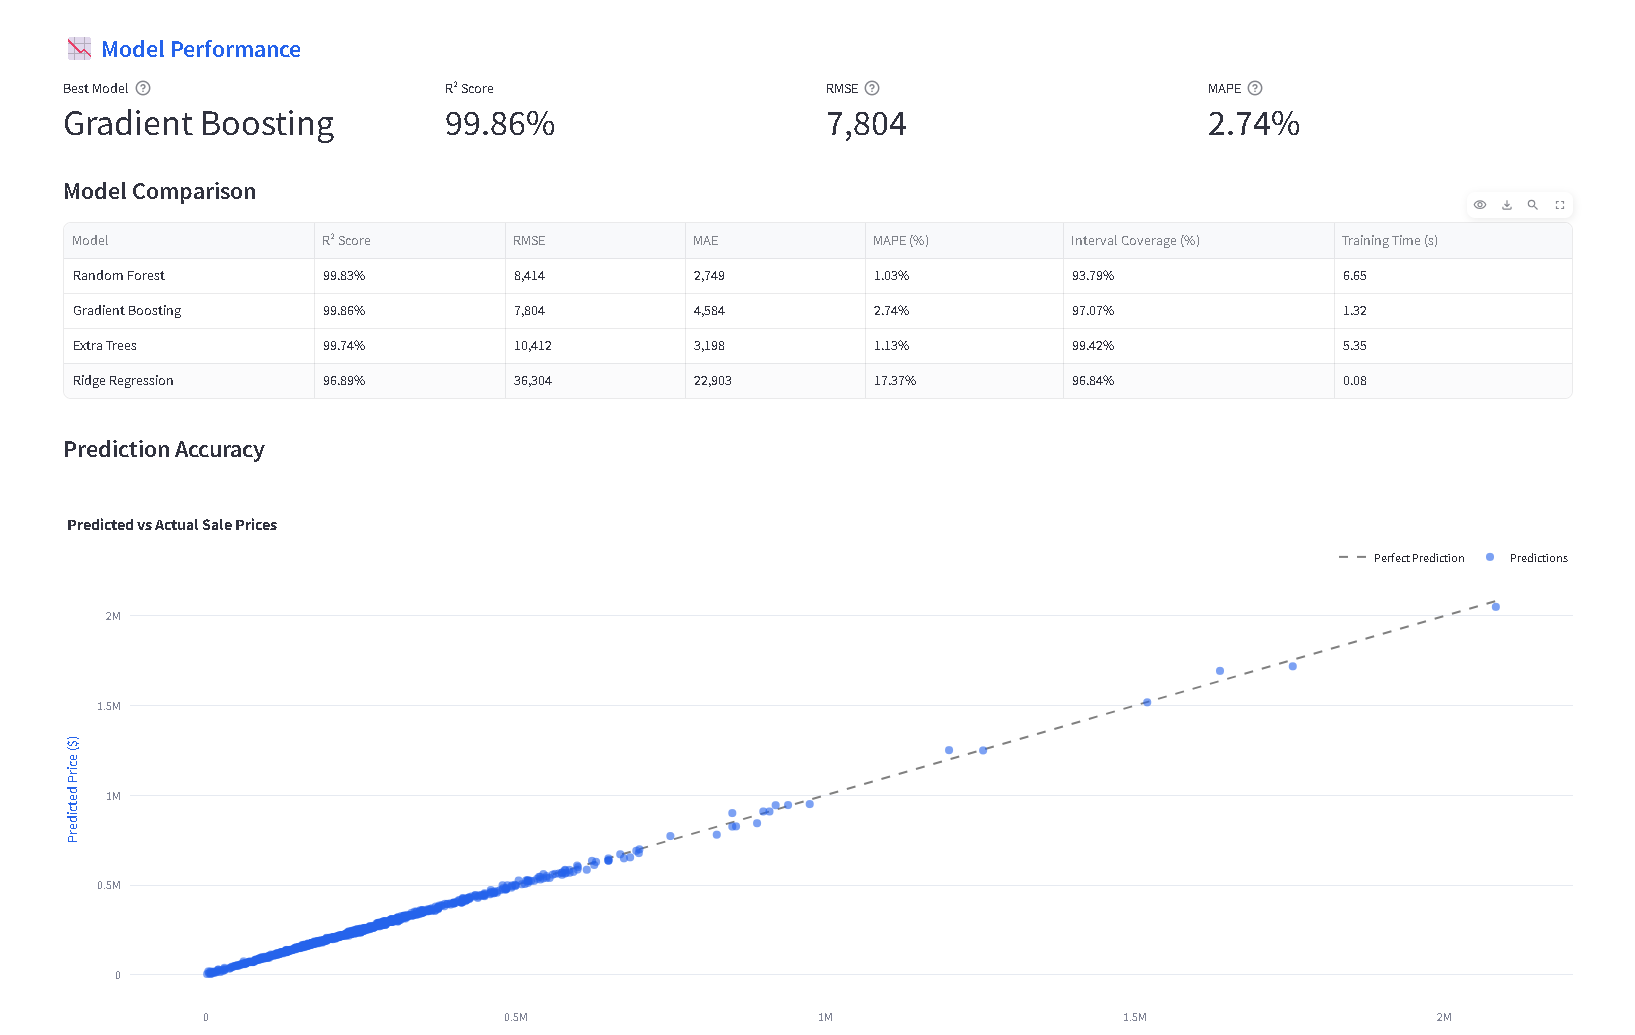 Model Performance
Best Model
R² Score
RMSE
MAPE
Gradient Boosting
99.86%
7,804
2.74%
Model Comparison
Model R² Score RMSE MAE MAPE (%) Interval Coverage (%) Training Time (s)
Random Forest 99.83% 8,414 2,749 1.03% 93.79% 6.65
Gradient Boosting 99.86% 7,804 4,584 2.74% 97.07% 1.32
Extra Trees 99.74% 10,412 3,198 1.13% 99.42% 5.35
Ridge Regression 96.89% 36,304 22,903 17.37% 96.84% 0.08
Prediction Accuracy
Predicted vs Actual Sale Prices
Perfect Prediction
Predictions
Predicted Price ($)
2M
1.5M
1M
0.5M
0
0 0.5M 1M 1.5M 2M